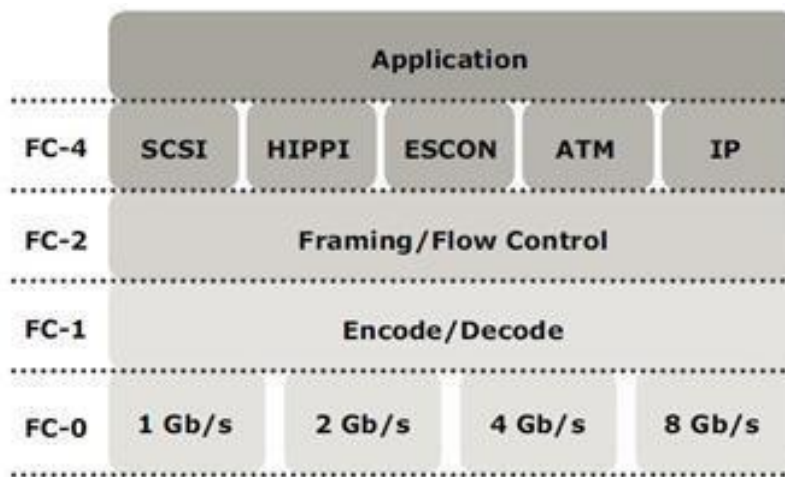 Application
FC-4 SCSI HIPPI ESCON ATM IP
FC-2 Framing/Flow Control
FC-1 Encode/Decode
FC-0 1 Gb/s 2 Gb/s 4 Gb/s 8 Gb/s